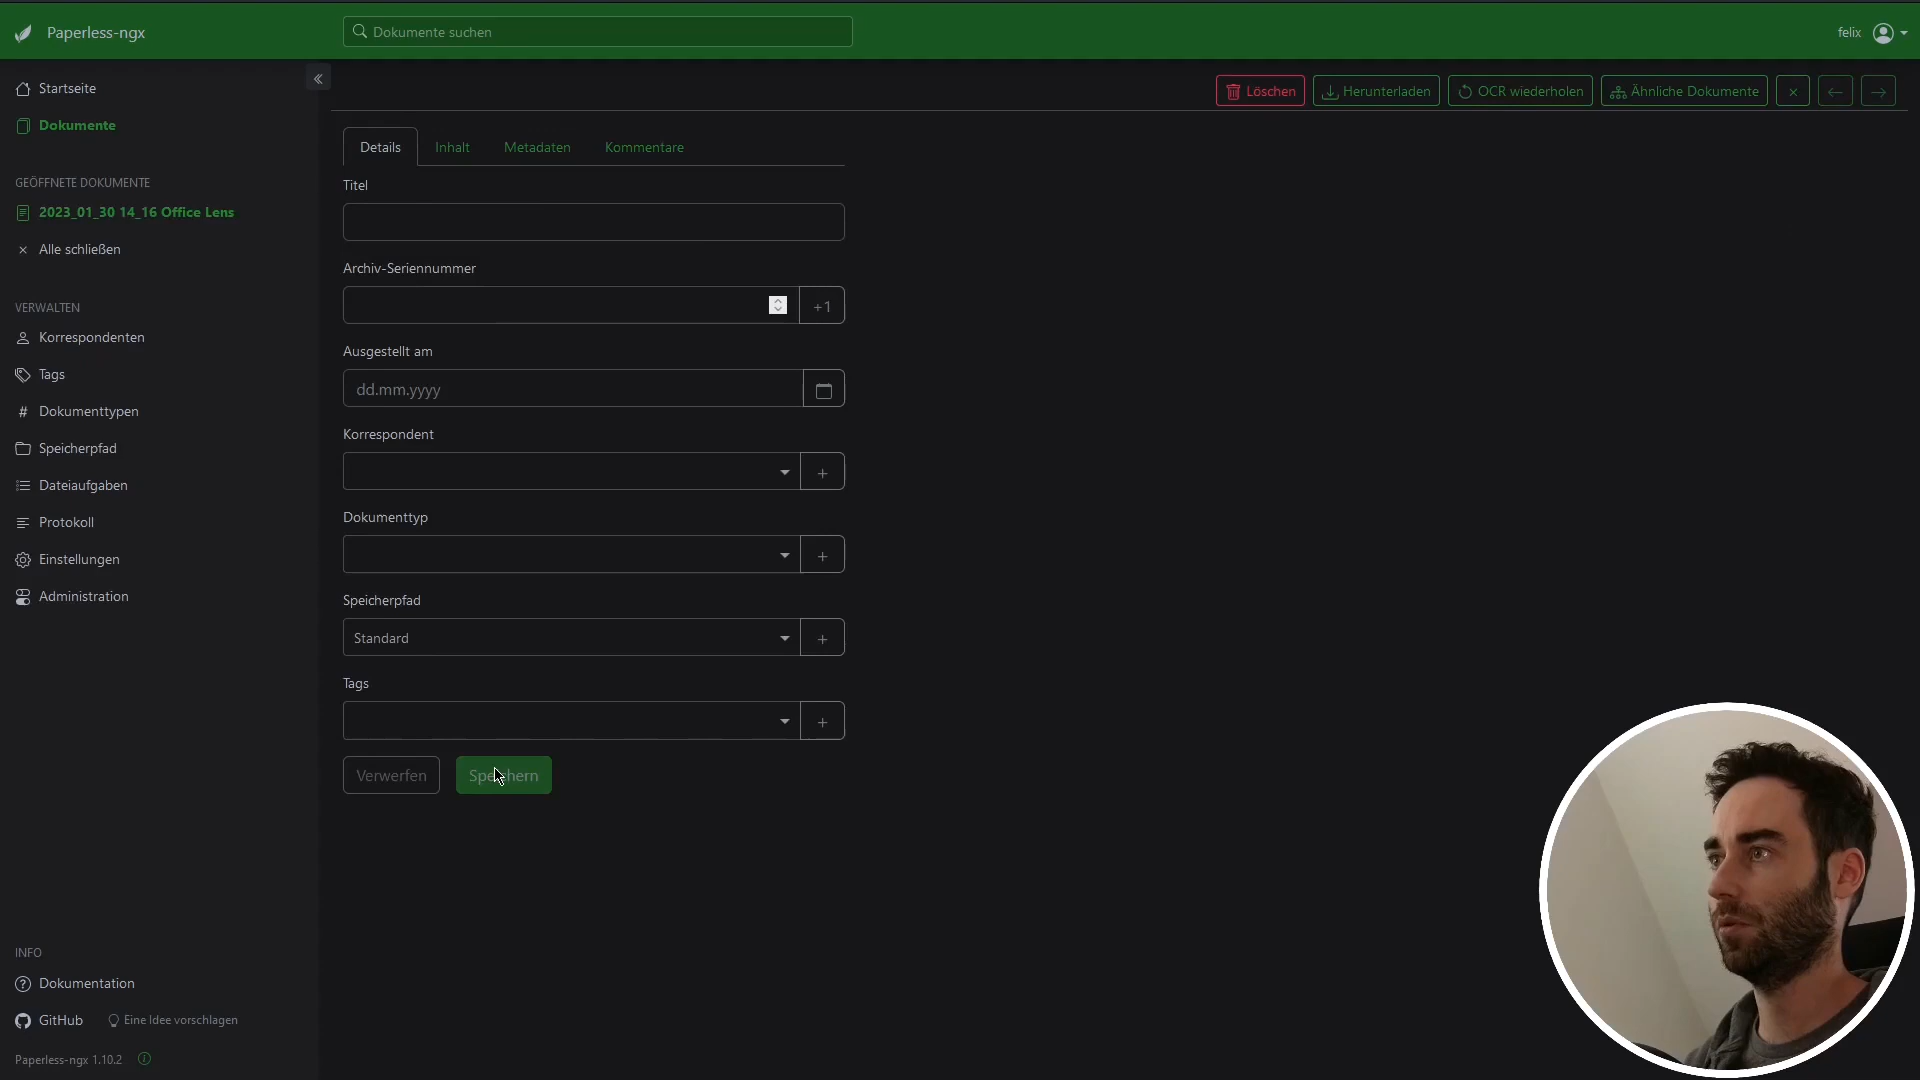 Paperless-ngx
Dokumente suchen
felix
Startseite
Dokumente
GEÖFFNETE DOKUMENTE
2023_01_30 14_16 Office Lens
Alle schließen
VERWALTEN
Korrespondenten
Tags
Dokumenttypen
Speicherpfad
Dateiaufgaben
Protokoll
Einstellungen
Administration
INFO
Dokumentation
GitHub Eine Idee vorschlagen
Paperless-ngx 1.10.2
Löschen Herunterladen OCR wiederholen Ähnliche Dokumente
Details Inhalt Metadaten Kommentare
Titel
Archiv-Seriennummer
+1
Ausgestellt am
dd.mm.yyyy
Korrespondent
+
Dokumenttyp
+
Speicherpfad
Standard +
Tags
+
Verwerfen Speichern